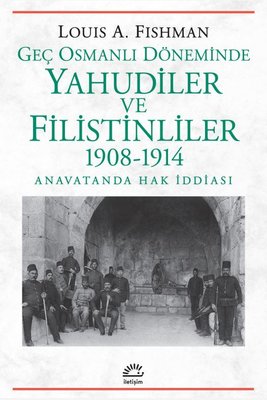 LOUIS A. FISHMAN
GEÇ OSMANLI DÖNEMİNDE
YAHUDİLER
VE
FİLİSTİNLİLER
1908-1914
ANAVATANDA HAK İDDİASI
iletişim